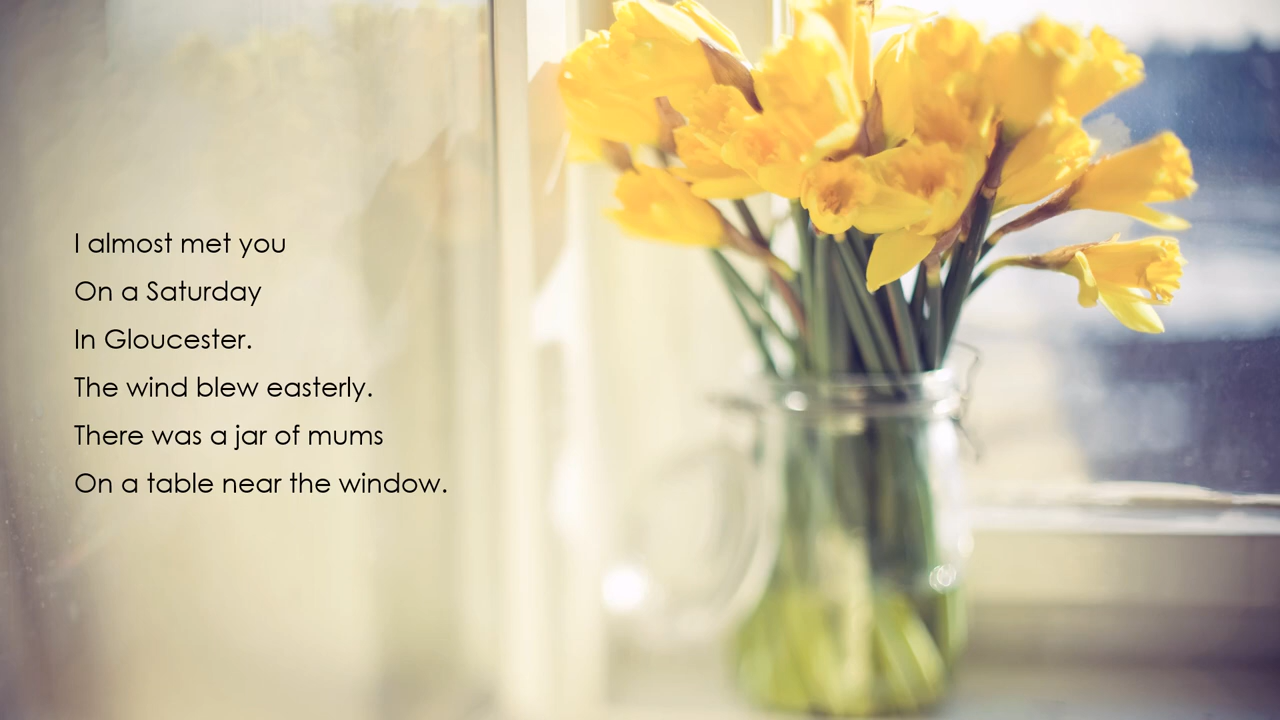 I almost met you
On a Saturday
In Gloucester.
The wind blew easterly.
There was a jar of mums
On a table near the window.